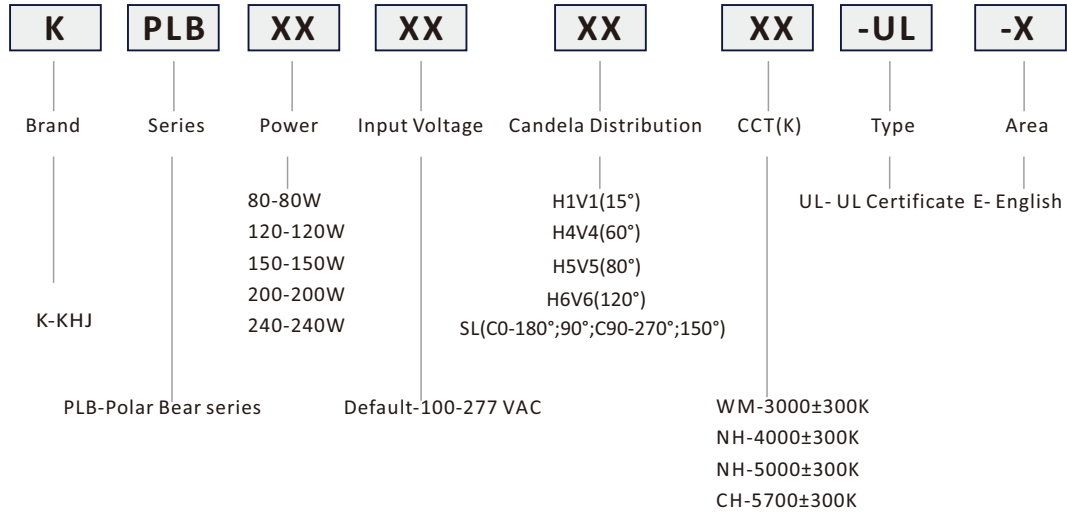 K PLB XX XX XX XX -UL -X
Brand Series Power Input Voltage Candela Distribution CCT(K) Type Area
80-80W H1V1(15°) UL- UL Certificate E- English
120-120W H4V4(60°)
150-150W H5V5(80°)
200-200W H6V6(120°)
K-KHJ 240-240W SL(C0-180°;90°;C90-270°;150°)
PLB-Polar Bear series Default-100-277 VAC WM-3000±300K
NH-4000±300K
NH-5000±300K
CH-5700±300K